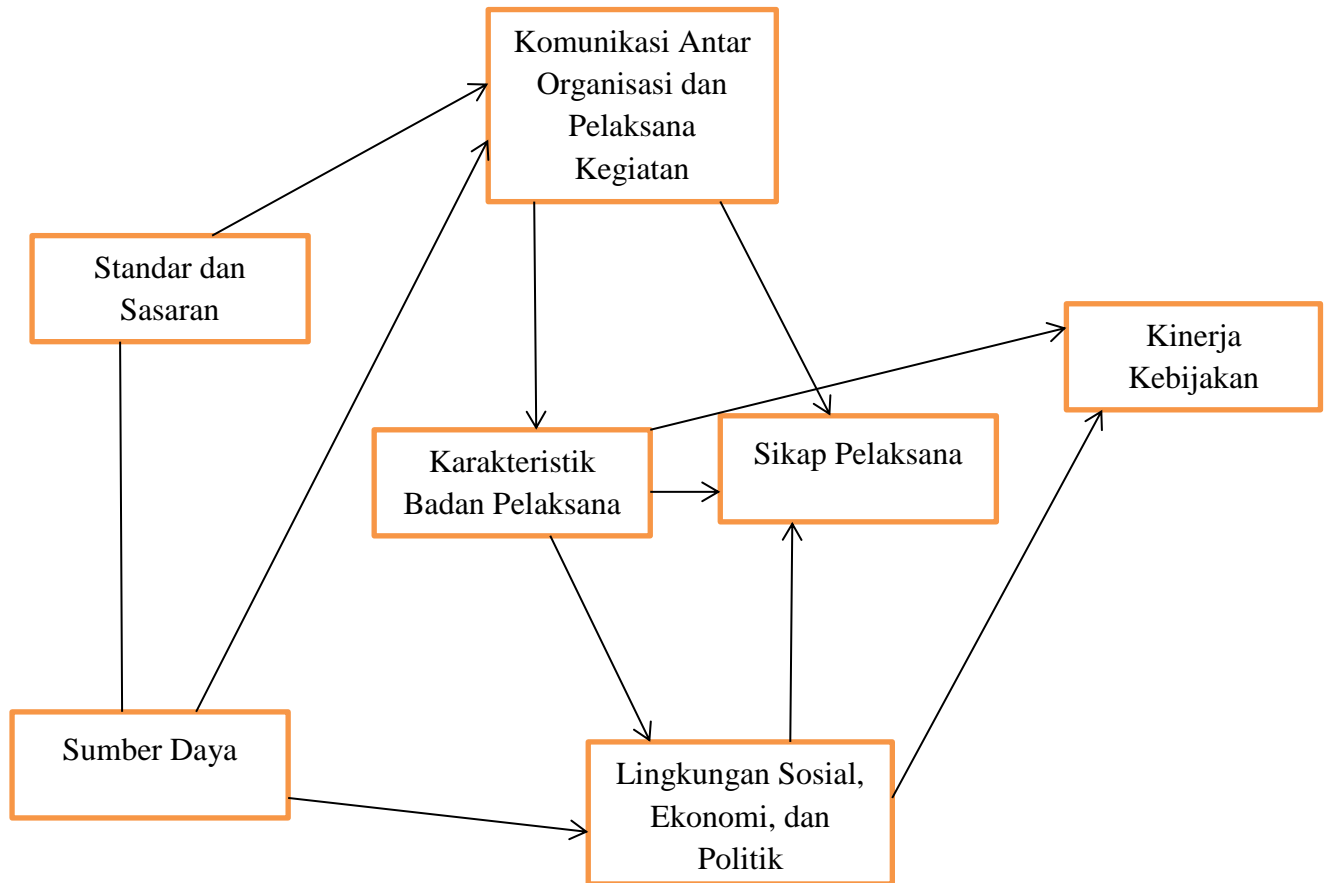 Komunikasi Antar
Organisasi dan
Pelaksana
Kegiatan
Standar dan
Sasaran
Kinerja
Kebijakan
Karakteristik
Badan Pelaksana
Sikap Pelaksana
Sumber Daya
Lingkungan Sosial,
Ekonomi, dan
Politik